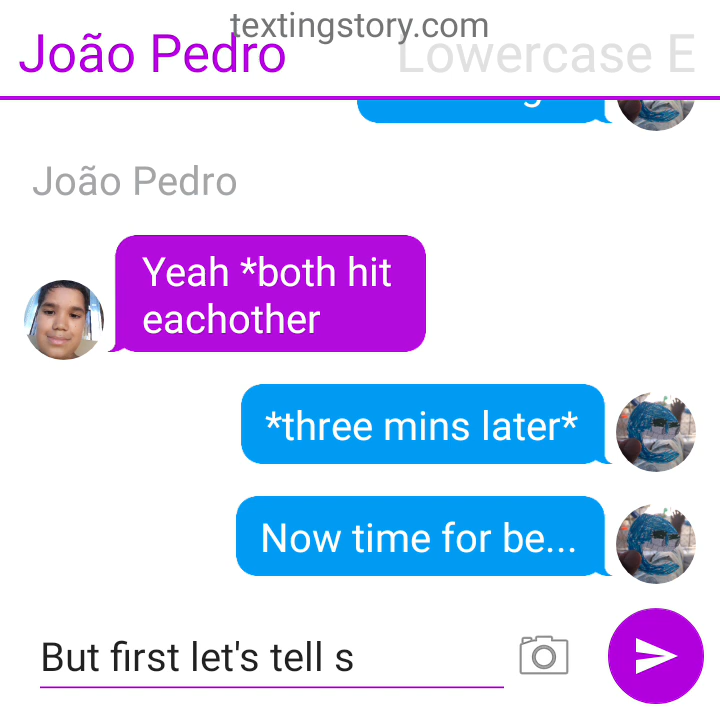 textingstory.com
João Pedro
Lowercase E
João Pedro
Yeah *both hit
eachother
*three mins later*
Now time for be...
But first let's tell s